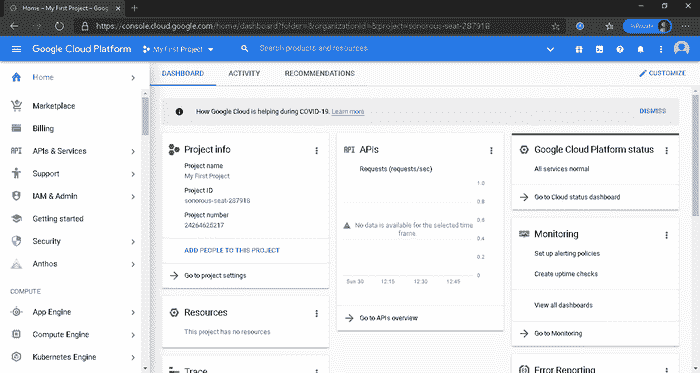 Home – My First Project – Goog
https://console.cloud.google.com/home/dashboard?folder=&organizationId=&project=sonorous-seat-287918
InPrivate
Google Cloud Platform
My First Project
Search products and resources
Home
Marketplace
Billing
API APIs & Services
Support
IAM & Admin
Getting started
Security
Anthos
COMPUTE
App Engine
Compute Engine
Kubernetes Engine
DASHBOARD
ACTIVITY
RECOMMENDATIONS
CUSTOMIZE
How Google Cloud is helping during COVID-19. Learn more
DISMISS
Project info
Project name
My First Project
Project ID
sonorous-seat-287918
Project number
ADD PEOPLE TO THIS PROJECT
Go to project settings
Resources
This project has no resources
Trace
API APIs
Requests (requests/sec)
1.0
0.8
0.6
No data is available for the selected time
frame.
0.4
0.2
0
Sun 30
12:15
12:30
12:45
Go to APIs overview
Google Cloud Platform status
All services normal
Go to Cloud status dashboard
Monitoring
Set up alerting policies
Create uptime checks
View all dashboards
Go to Monitoring
Error Reporting